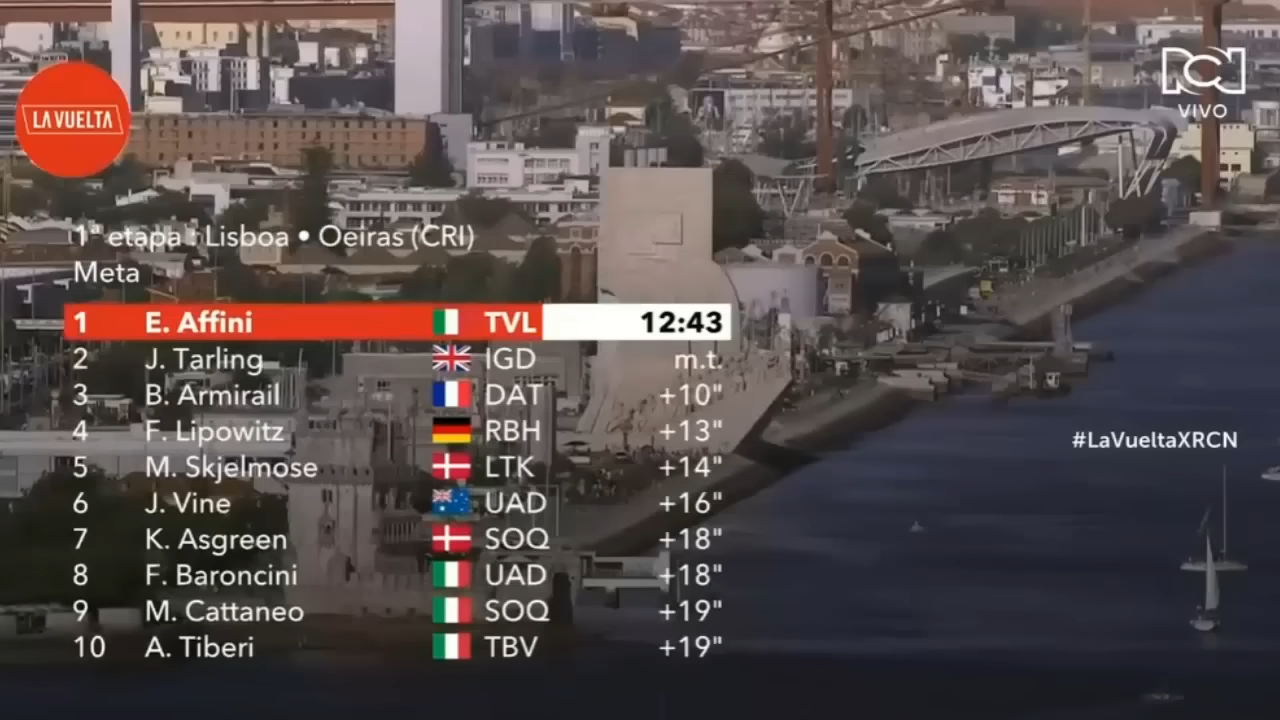 RCN
VIVO
LA VUELTA
1ª etapa : Lisboa • Oeiras (CRI)
Meta
1 E. Affini TVL 12:43
2 J. Tarling IGD m.t.
3 B. Armirail DAT +10"
4 F. Lipowitz RBH +13"
5 M. Skjelmose LTK +14"
6 J. Vine UAD +16"
7 K. Asgreen SOQ +18"
8 F. Baroncini UAD +18"
9 M. Cattaneo SOQ +19"
10 A. Tiberi TBV +19"
#LaVueltaXRCN